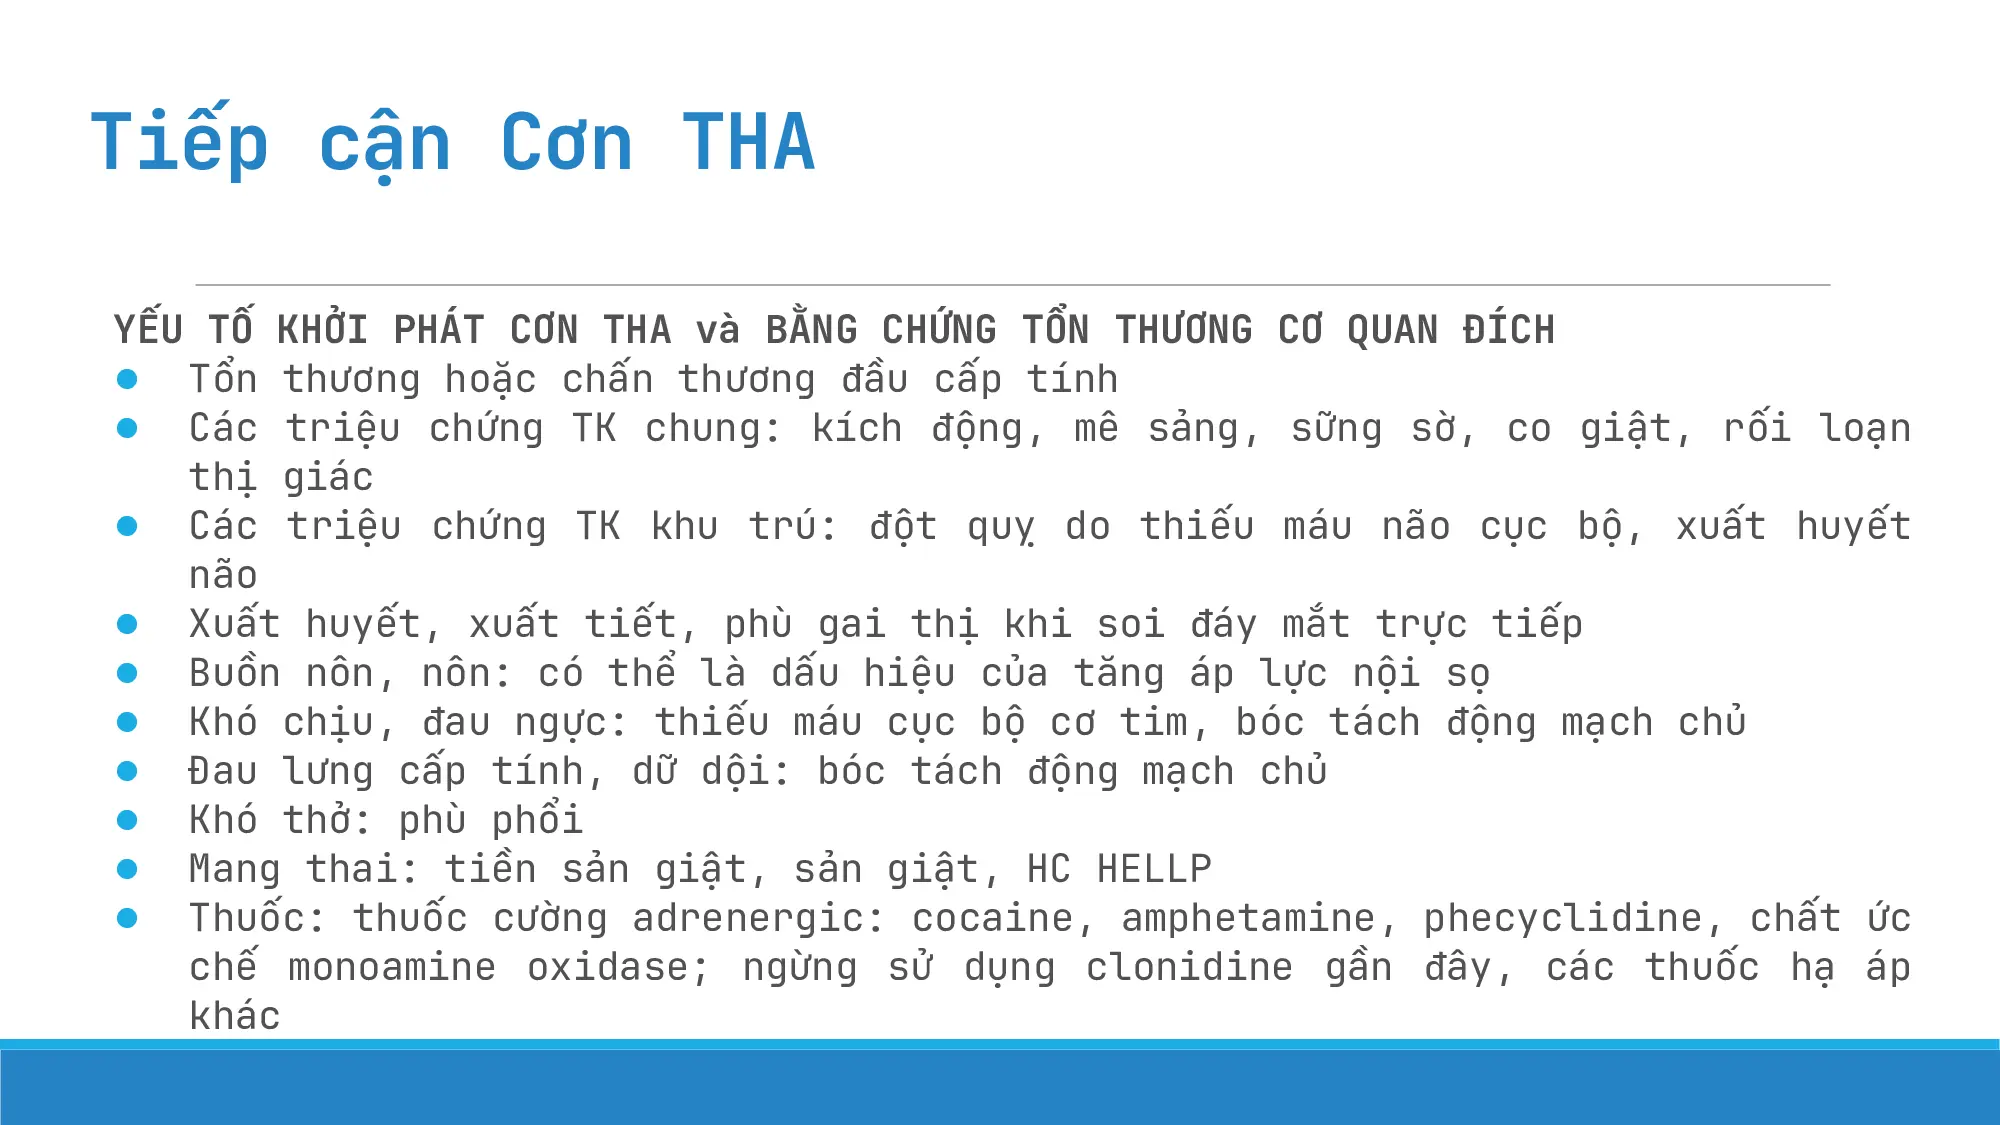 Tiếp cận Cơn THA
YẾU TỐ KHỞI PHÁT CƠN THA và BẰNG CHỨNG TỔN THƯƠNG CƠ QUAN ĐÍCH
● Tổn thương hoặc chấn thương đầu cấp tính
● Các triệu chứng TK chung: kích động, mê sảng, sững sờ, co giật, rối loạn
thị giác
● Các triệu chứng TK khu trú: đột quỵ do thiếu máu não cục bộ, xuất huyết
não
● Xuất huyết, xuất tiết, phù gai thị khi soi đáy mắt trực tiếp
● Buồn nôn, nôn: có thể là dấu hiệu của tăng áp lực nội sọ
● Khó chịu, đau ngực: thiếu máu cục bộ cơ tim, bóc tách động mạch chủ
● Đau lưng cấp tính, dữ dội: bóc tách động mạch chủ
● Khó thở: phù phổi
● Mang thai: tiền sản giật, sản giật, HC HELLP
● Thuốc: thuốc cường adrenergic: cocaine, amphetamine, phecyclidine, chất ức
chế monoamine oxidase; ngừng sử dụng clonidine gần đây, các thuốc hạ áp
khác